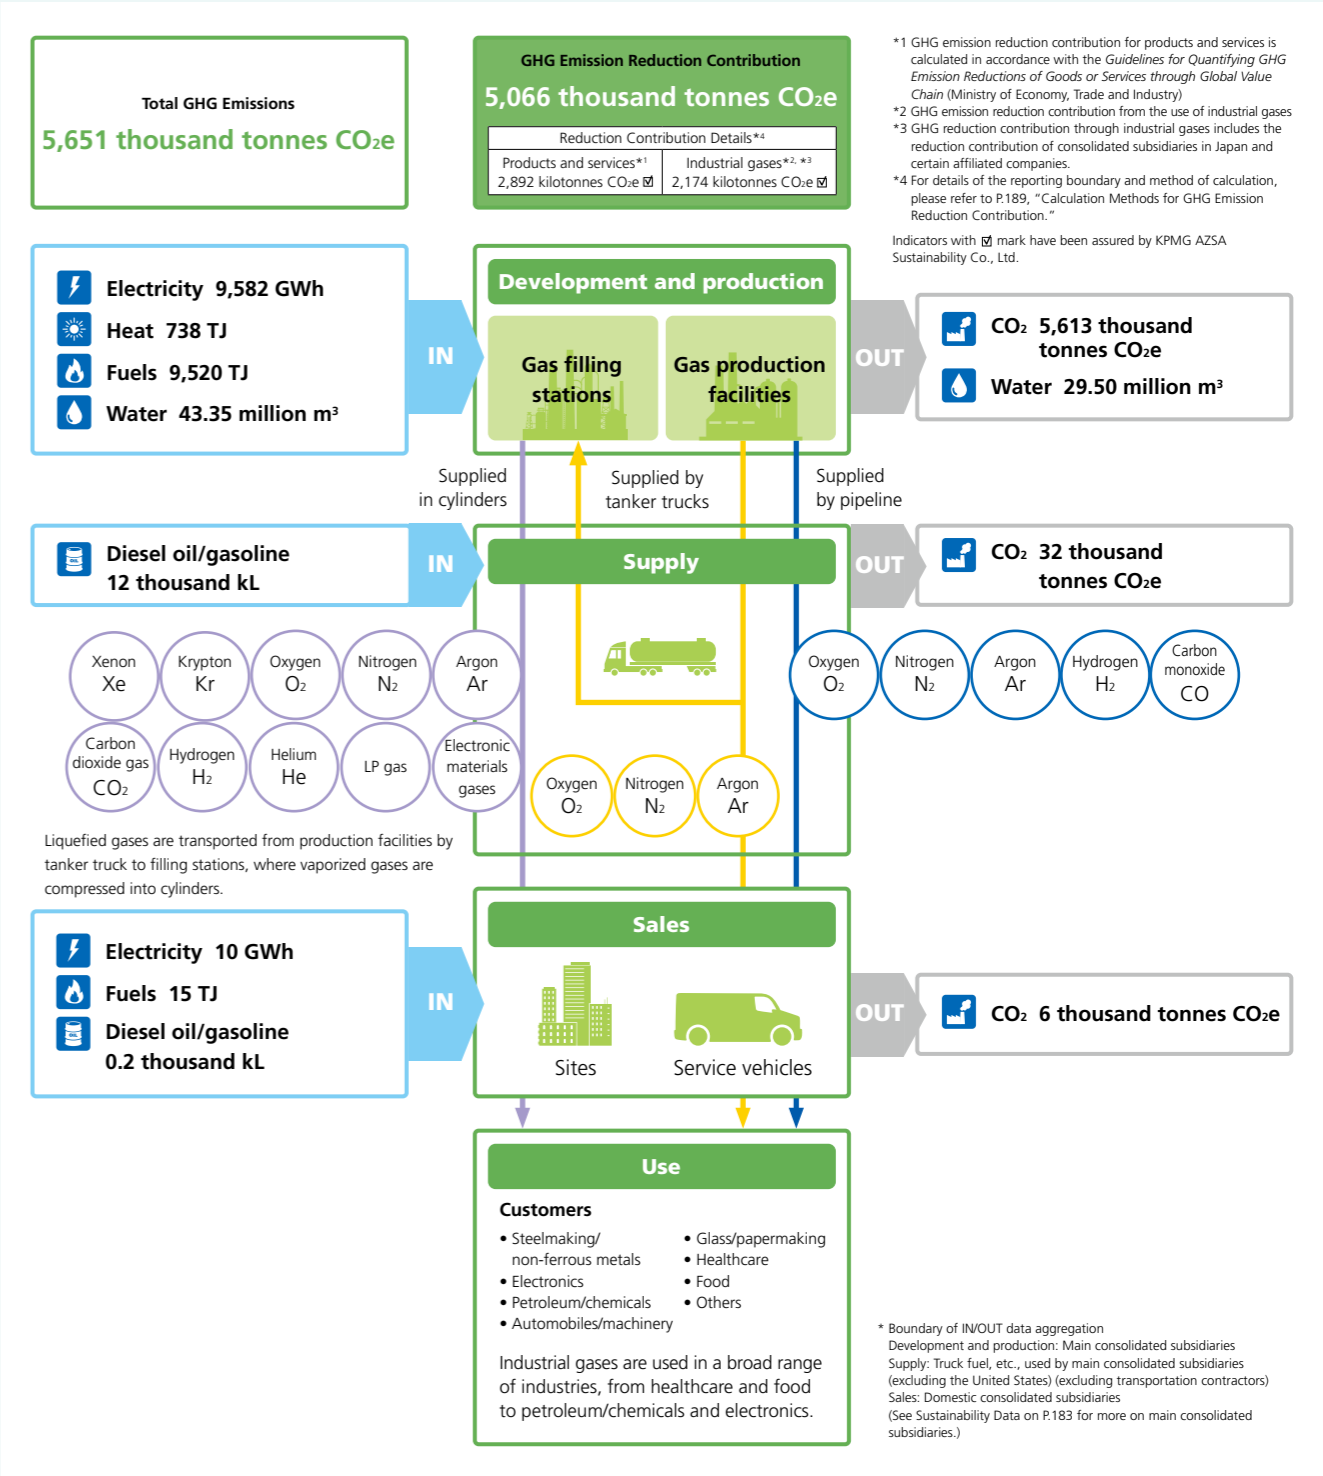 Total GHG Emissions
5,651 thousand tonnes CO₂e
GHG Emission Reduction Contribution
5,066 thousand tonnes CO₂e
Reduction Contribution Details*4
Products and services*1
2,892 kilotonnes CO₂e ☑
Industrial gases*2, *3
2,174 kilotonnes CO₂e ☑
*1 GHG emission reduction contribution for products and services is
calculated in accordance with the Guidelines for Quantifying GHG
Emission Reductions of Goods or Services through Global Value
Chain (Ministry of Economy, Trade and Industry)
*2 GHG emission reduction contribution from the use of industrial gases
*3 GHG reduction contribution through industrial gases includes the
reduction contribution of consolidated subsidiaries in Japan and
certain affiliated companies.
*4 For details of the reporting boundary and method of calculation,
please refer to P.189, “Calculation Methods for GHG Emission
Reduction Contribution.”
Indicators with ☑ mark have been assured by KPMG AZSA
Sustainability Co., Ltd.
Electricity 9,582 GWh
Heat 738 TJ
Fuels 9,520 TJ
Water 43.35 million m³
IN
Development and production
Gas filling
stations
Gas production
facilities
OUT
CO₂ 5,613 thousand
tonnes CO₂e
Water 29.50 million m³
Supplied
in cylinders
Supplied by
tanker trucks
Supplied
by pipeline
OIL
Diesel oil/gasoline
12 thousand kL
IN
Supply
OUT
CO₂ 32 thousand
tonnes CO₂e
Xenon
Xe
Krypton
Kr
Oxygen
O₂
Nitrogen
N₂
Argon
Ar
Carbon
dioxide gas
CO₂
Hydrogen
H₂
Helium
He
LP gas
Electronic
materials
gases
Oxygen
O₂
Nitrogen
N₂
Argon
Ar
Oxygen
O₂
Nitrogen
N₂
Argon
Ar
Hydrogen
H₂
Carbon
monoxide
CO
Liquefied gases are transported from production facilities by
tanker truck to filling stations, where vaporized gases are
compressed into cylinders.
Electricity 10 GWh
Fuels 15 TJ
OIL
Diesel oil/gasoline
0.2 thousand kL
IN
Sales
Sites
Service vehicles
OUT
CO₂ 6 thousand tonnes CO₂e
Use
Customers
• Steelmaking/
non-ferrous metals
• Electronics
• Petroleum/chemicals
• Automobiles/machinery
• Glass/papermaking
• Healthcare
• Food
• Others
Industrial gases are used in a broad range
of industries, from healthcare and food
to petroleum/chemicals and electronics.
* Boundary of IN/OUT data aggregation
Development and production: Main consolidated subsidiaries
Supply: Truck fuel, etc., used by main consolidated subsidiaries
(excluding the United States) (excluding transportation contractors)
Sales: Domestic consolidated subsidiaries
(See Sustainability Data on P.183 for more on main consolidated
subsidiaries.)